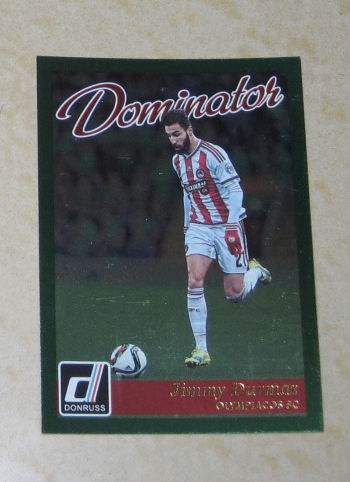 Dominator
Jimmy Durmaz
OLYMPIACOS FC
DONRUSS